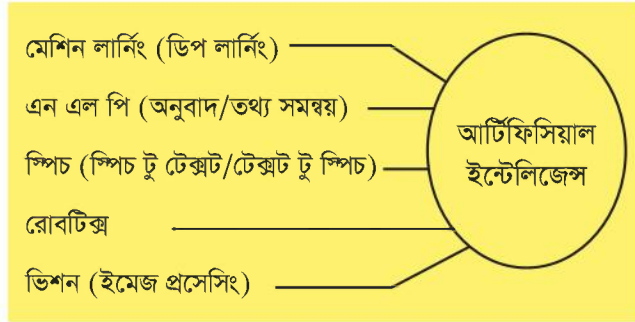 মেশিন লার্নিং (ডিপ লার্নিং)
এন এল পি (অনুবাদ/তথ্য সমন্বয়)
স্পিচ (স্পিচ টু টেক্সট/টেক্সট টু স্পিচ)
রোবটিক্স
ভিশন (ইমেজ প্রসেসিং)
আর্টিফিসিয়াল
ইন্টেলিজেন্স